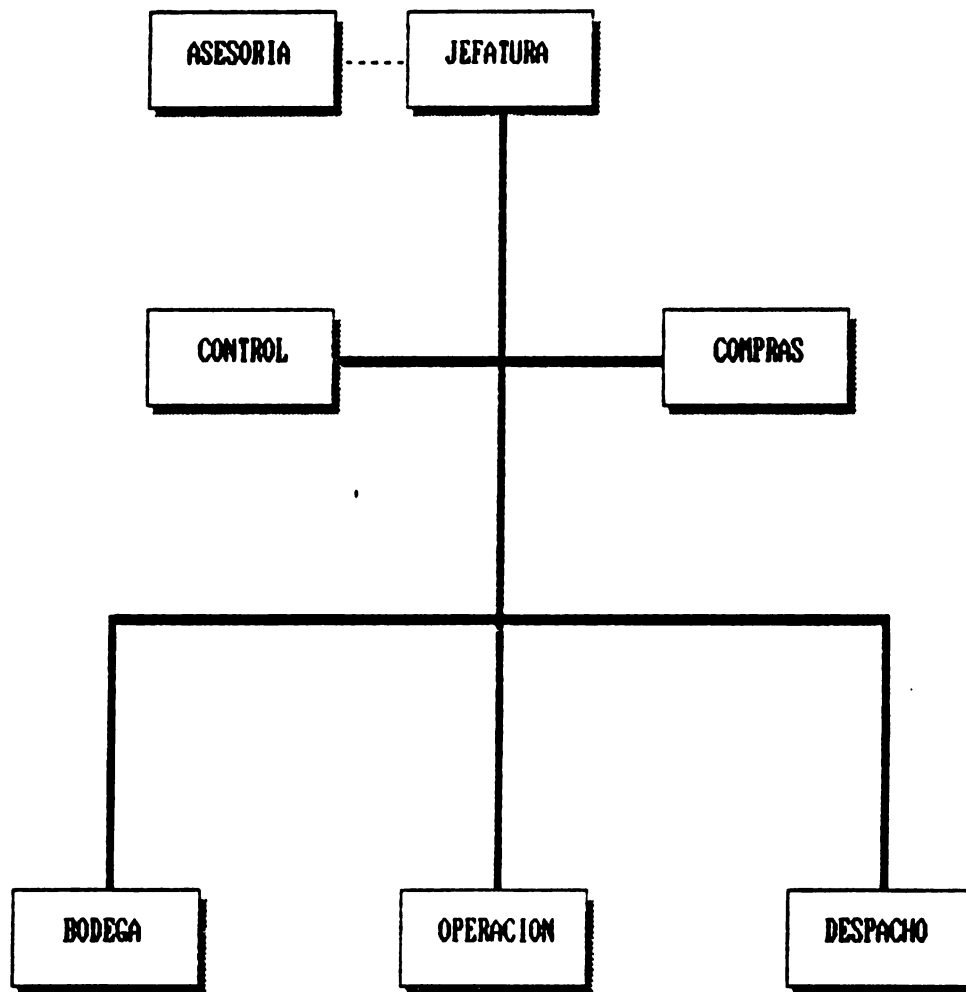 ASESORIA
JEFATURA
CONTROL
COMPRAS
BODEGA
OPERACION
DESPACHO